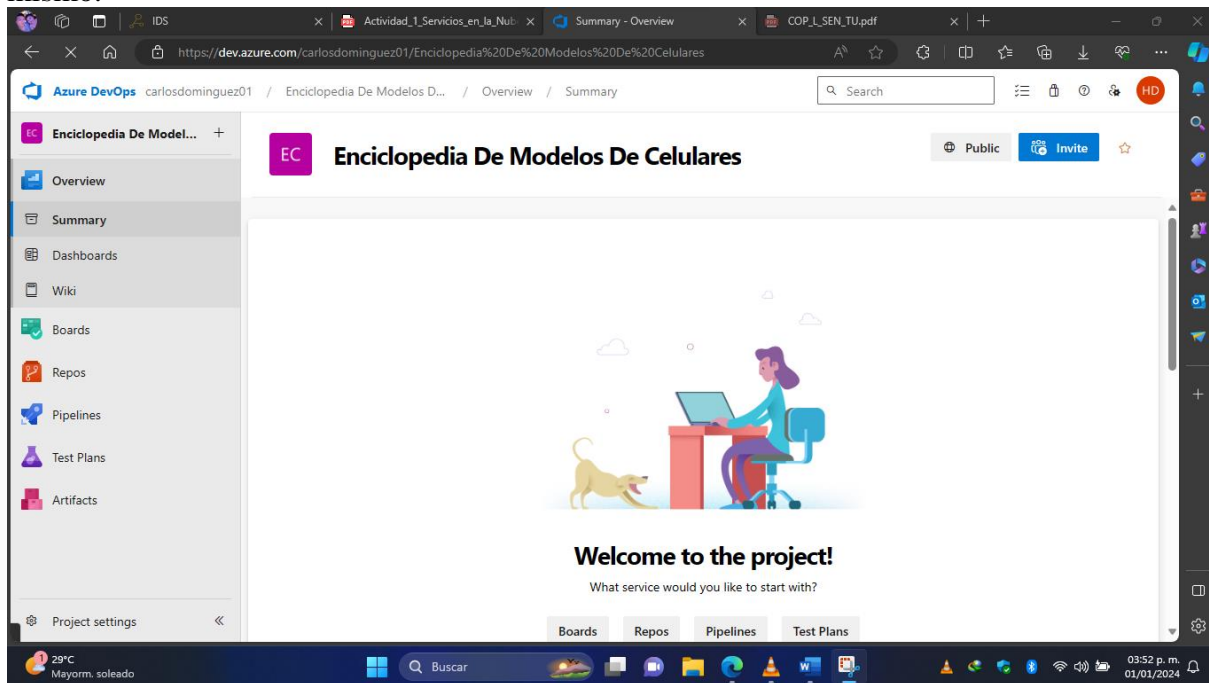 mismo.
IDS
Actividad_1_Servicios_en_la_Nub
Summary - Overview
COP_L_SEN_TU.pdf
https://dev.azure.com/carlosdominguez01/Enciclopedia%20De%20Modelos%20De%20Celulares
Azure DevOps carlosdominguez01 / Enciclopedia De Modelos D... / Overview / Summary
Search
HD
EC Enciclopedia De Model... +
EC Enciclopedia De Modelos De Celulares
Public
Invite
Overview
Summary
Dashboards
Wiki
Boards
Repos
Pipelines
Test Plans
Artifacts
Welcome to the project!
What service would you like to start with?
Boards Repos Pipelines Test Plans
Project settings
1
29°C
Mayorm. soleado
Buscar
03:52 p. m.
01/01/2024